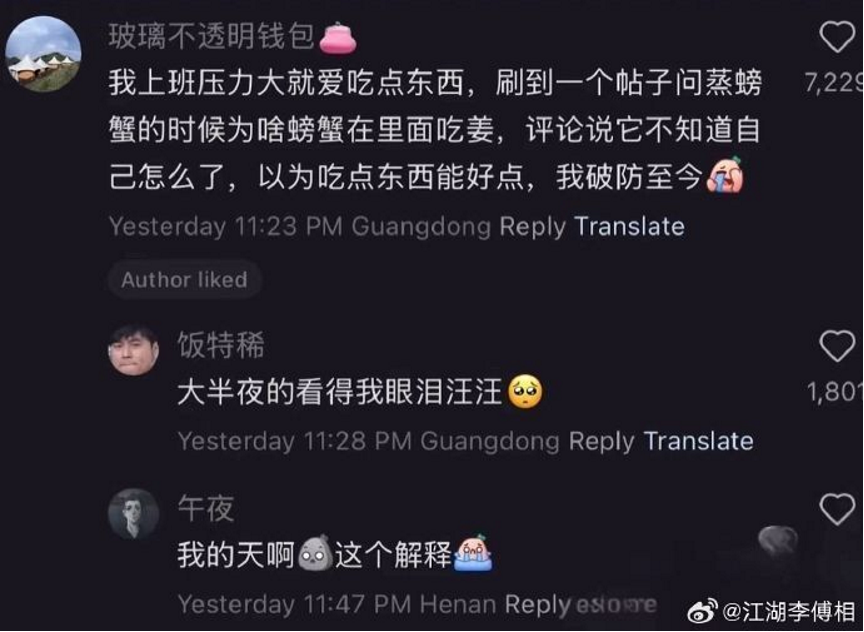 玻璃不透明钱包
我上班压力大就爱吃点东西，刷到一个帖子问蒸螃
蟹的时候为啥螃蟹在里面吃姜，评论说它不知道自
己怎么了，以为吃点东西能好点，我破防至今
7,229
Yesterday 11:23 PM Guangdong Reply Translate
Author liked
饭特稀
大半夜的看得我眼泪汪汪🥺
1,801
Yesterday 11:28 PM Guangdong Reply Translate
午夜
我的天啊这个解释
Yesterday 11:47 PM Henan Reply
@江湖李傅相